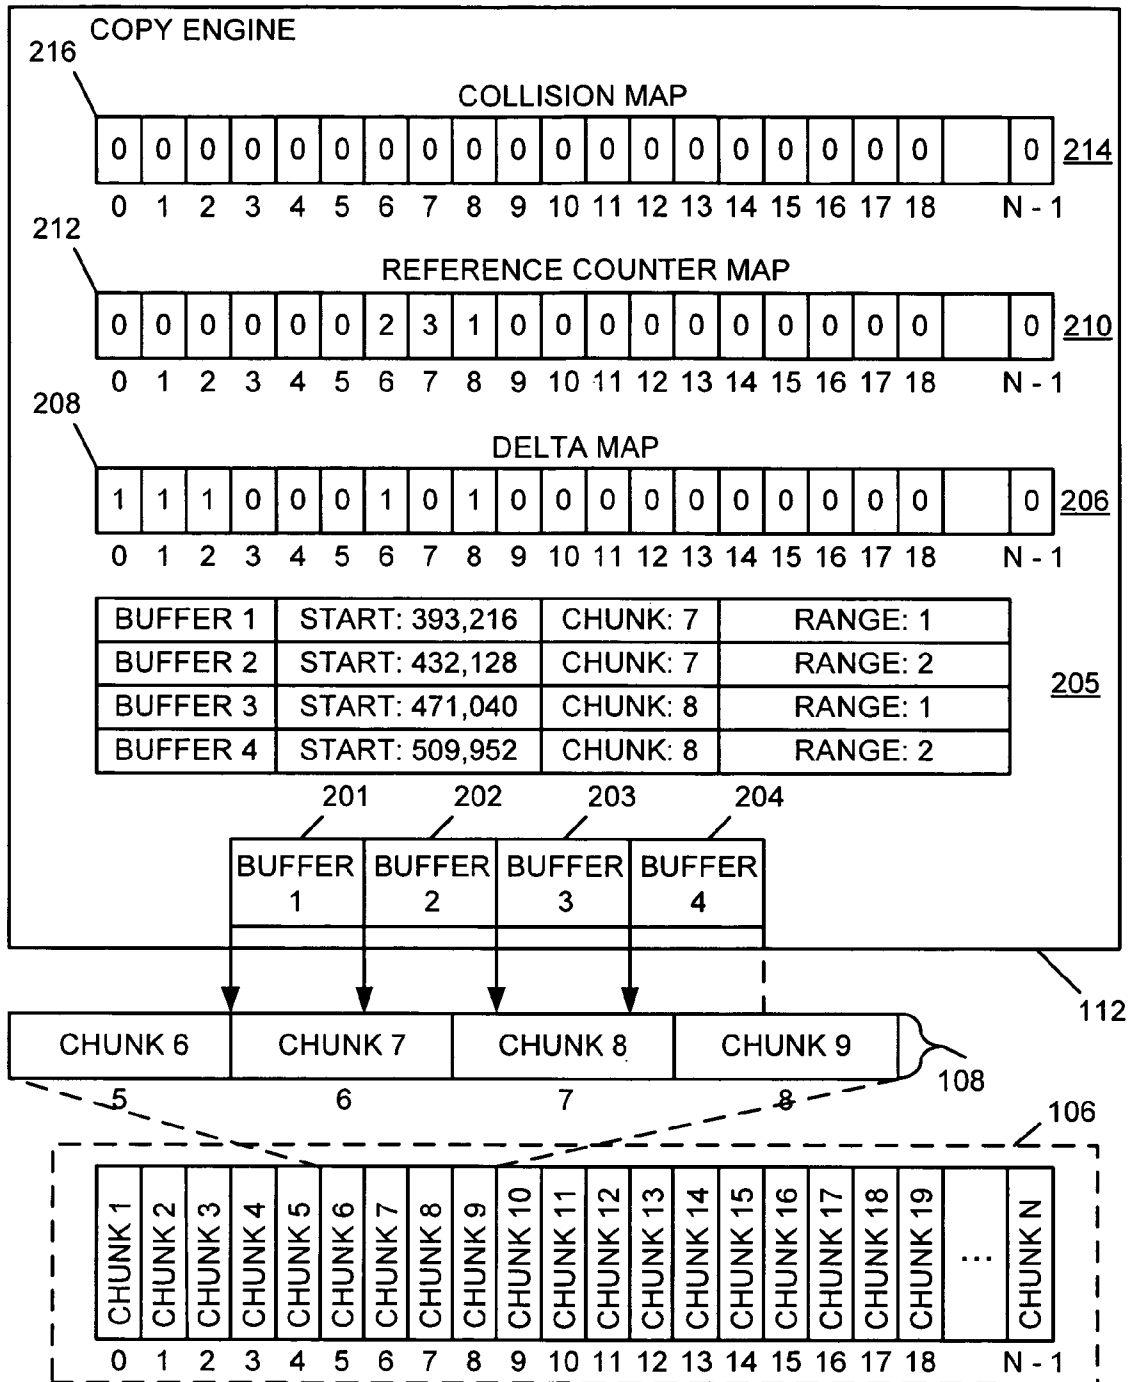 COPY ENGINE
216
COLLISION MAP
0 0 0 0 0 0 0 0 0 0 0 0 0 0 0 0 0 0 0 0 214
0 1 2 3 4 5 6 7 8 9 10 11 12 13 14 15 16 17 18 N - 1
212
REFERENCE COUNTER MAP
0 0 0 0 0 0 2 3 1 0 0 0 0 0 0 0 0 0 0 0 210
0 1 2 3 4 5 6 7 8 9 10 11 12 13 14 15 16 17 18 N - 1
208
DELTA MAP
1 1 1 0 0 0 1 0 1 0 0 0 0 0 0 0 0 0 0 0 206
0 1 2 3 4 5 6 7 8 9 10 11 12 13 14 15 16 17 18 N - 1
BUFFER 1 START: 393,216 CHUNK: 7 RANGE: 1
BUFFER 2 START: 432,128 CHUNK: 7 RANGE: 2
BUFFER 3 START: 471,040 CHUNK: 8 RANGE: 1
BUFFER 4 START: 509,952 CHUNK: 8 RANGE: 2
205
201 202 203 204
BUFFER BUFFER BUFFER BUFFER
1 2 3 4
112
CHUNK 6 CHUNK 7 CHUNK 8 CHUNK 9
108
5 6 7 8
106
CHUNK 1 CHUNK 2 CHUNK 3 CHUNK 4 CHUNK 5 CHUNK 6 CHUNK 7 CHUNK 8 CHUNK 9 CHUNK 10 CHUNK 11 CHUNK 12 CHUNK 13 CHUNK 14 CHUNK 15 CHUNK 16 CHUNK 17 CHUNK 18 CHUNK 19 ... CHUNK N
0 1 2 3 4 5 6 7 8 9 10 11 12 13 14 15 16 17 18 N - 1